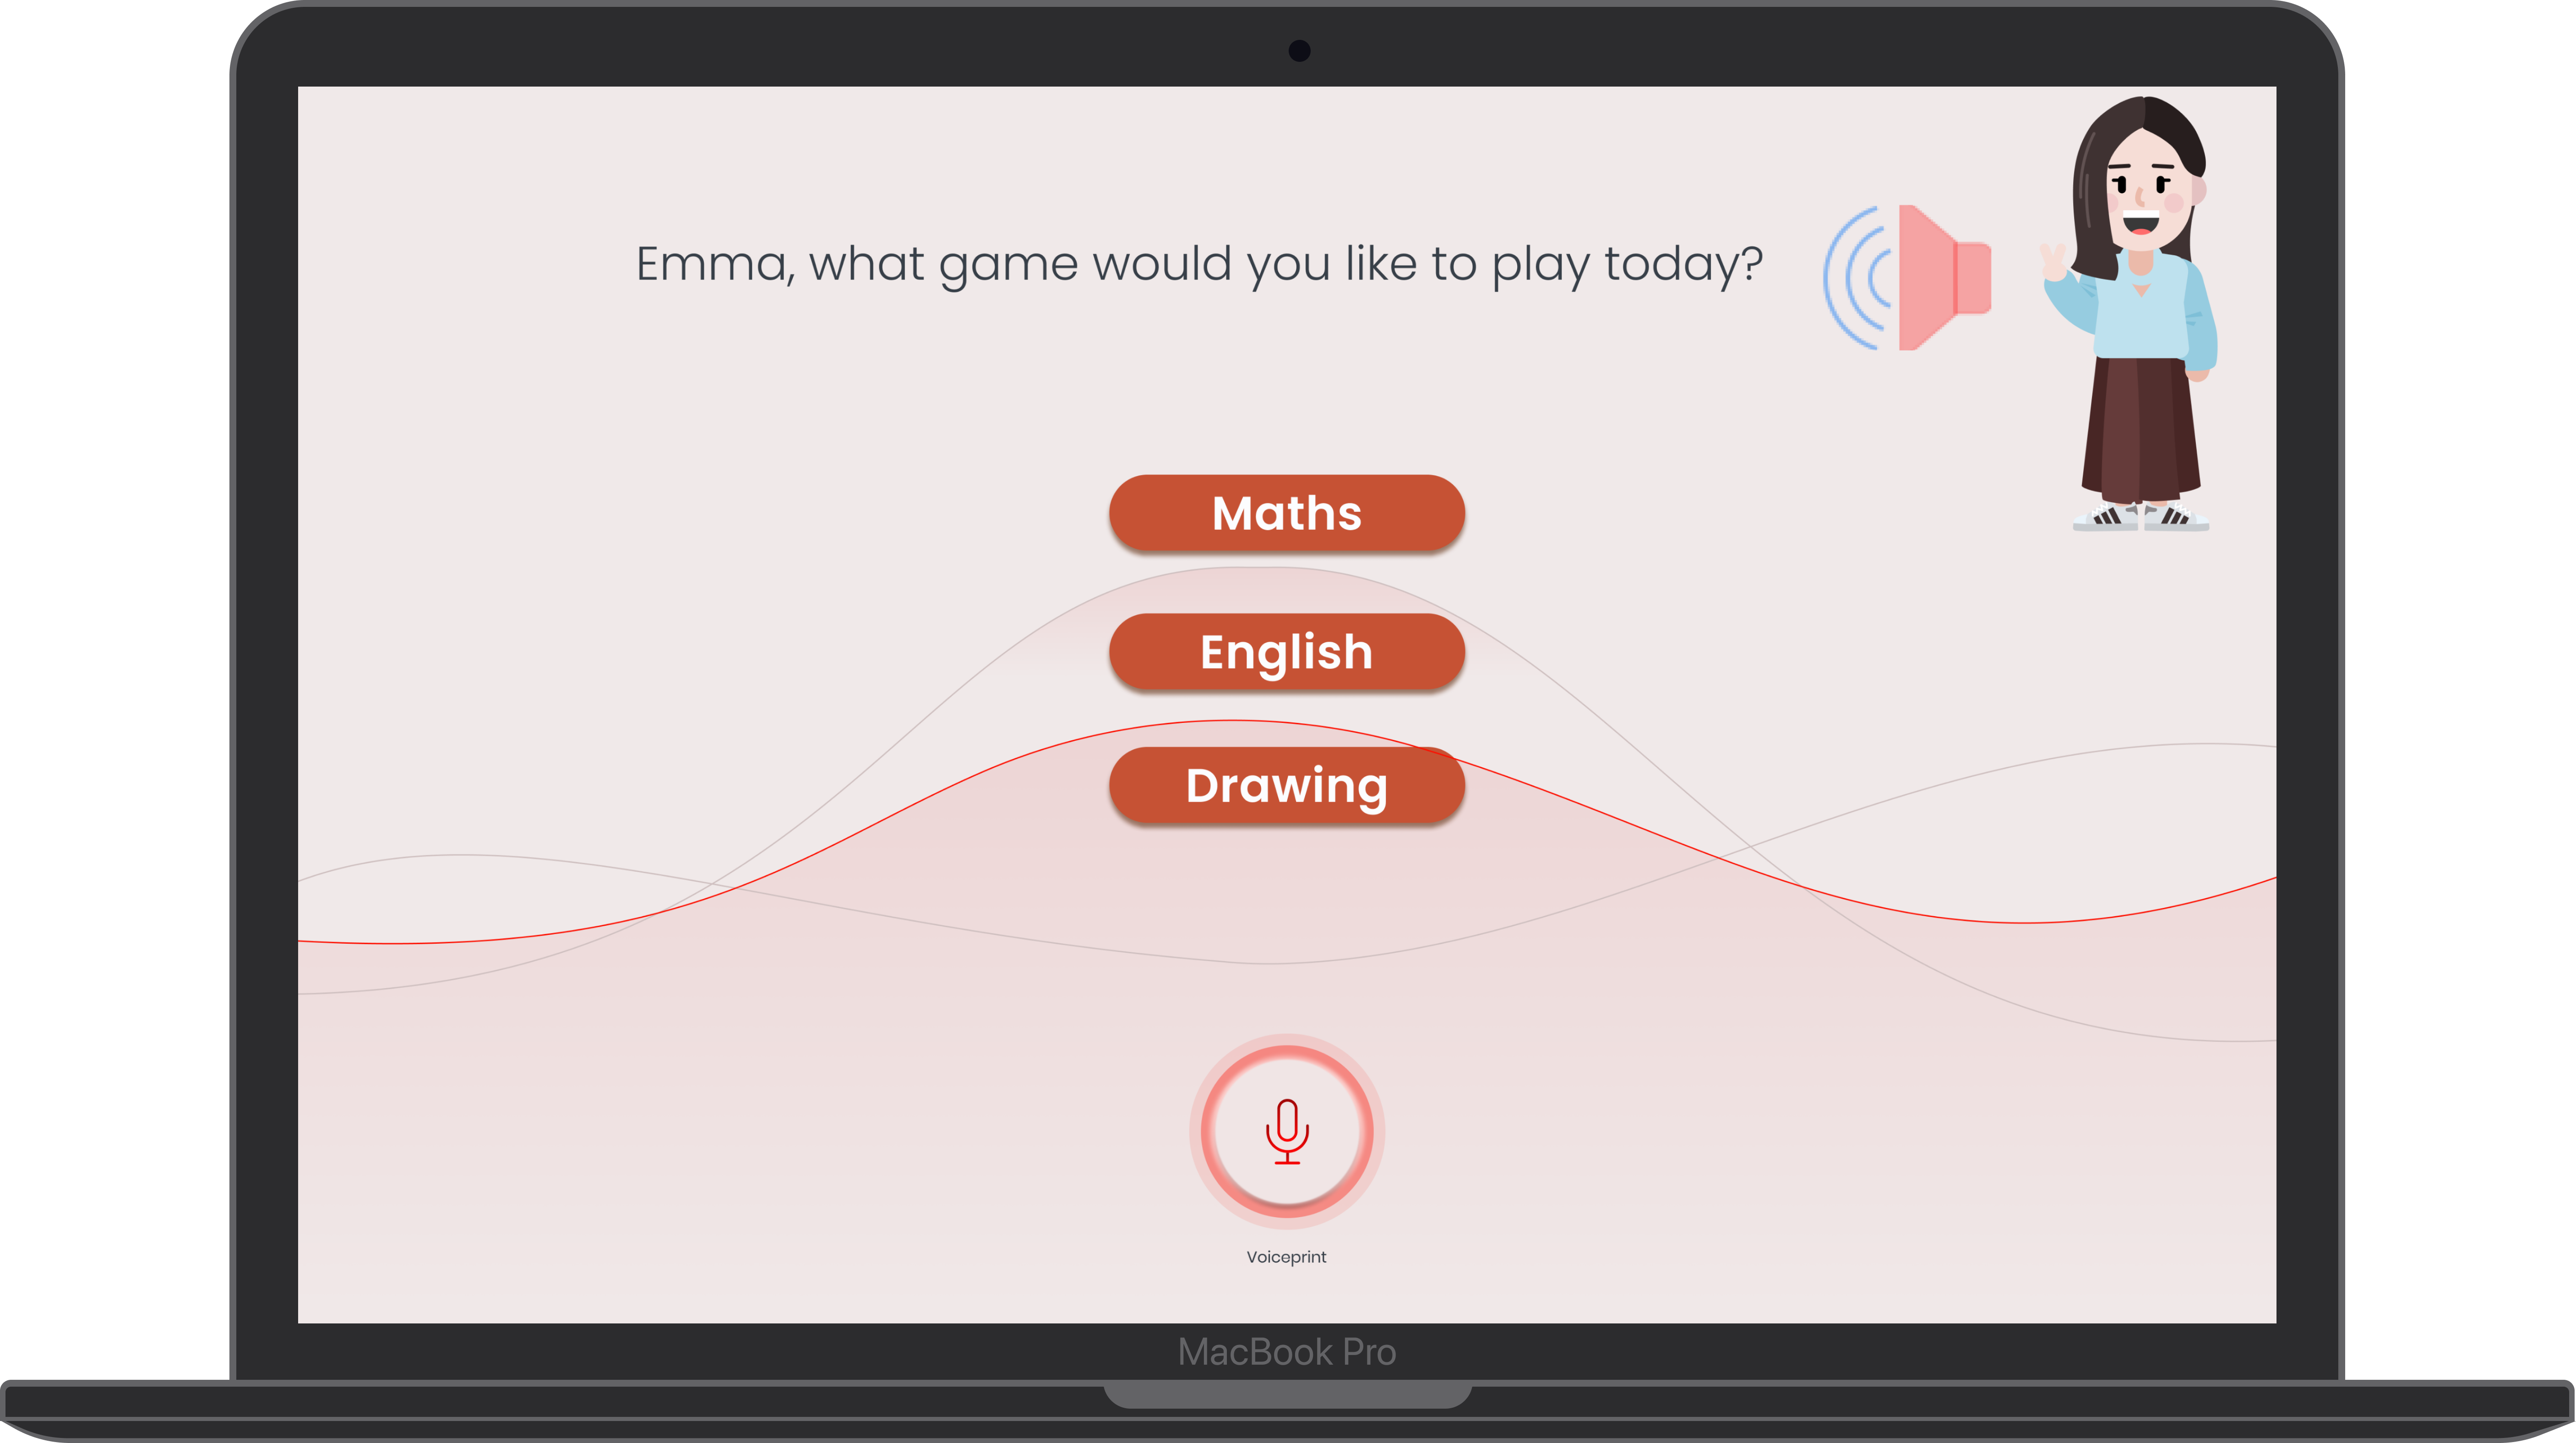 Emma, what game would you like to play today?
Maths
English
Drawing
Voiceprint
MacBook Pro